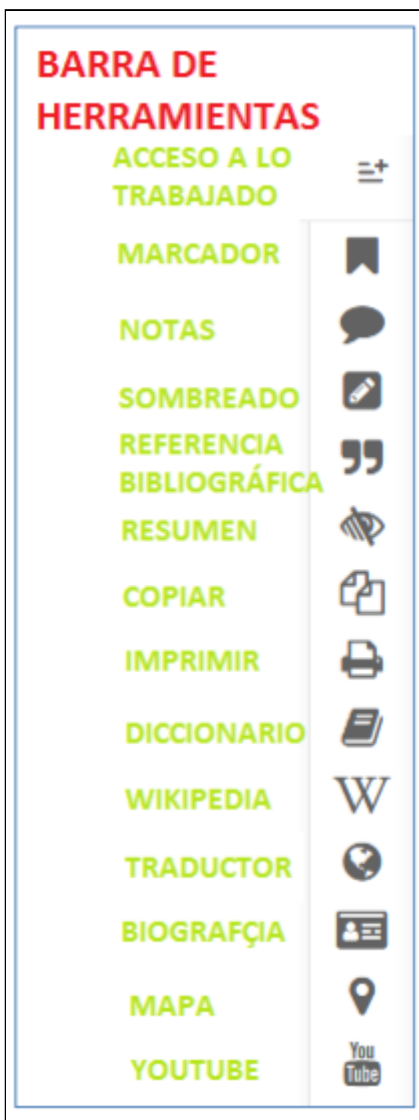 BARRA DE
HERRAMIENTAS
ACCESO A LO
TRABAJADO
MARCADOR
NOTAS
SOMBREADO
REFERENCIA
BIBLIOGRÁFICA
RESUMEN
COPIAR
IMPRIMIR
DICCIONARIO
WIKIPEDIA W
TRADUCTOR
BIOGRAFÇIA
MAPA
You
YOUTUBE Tube